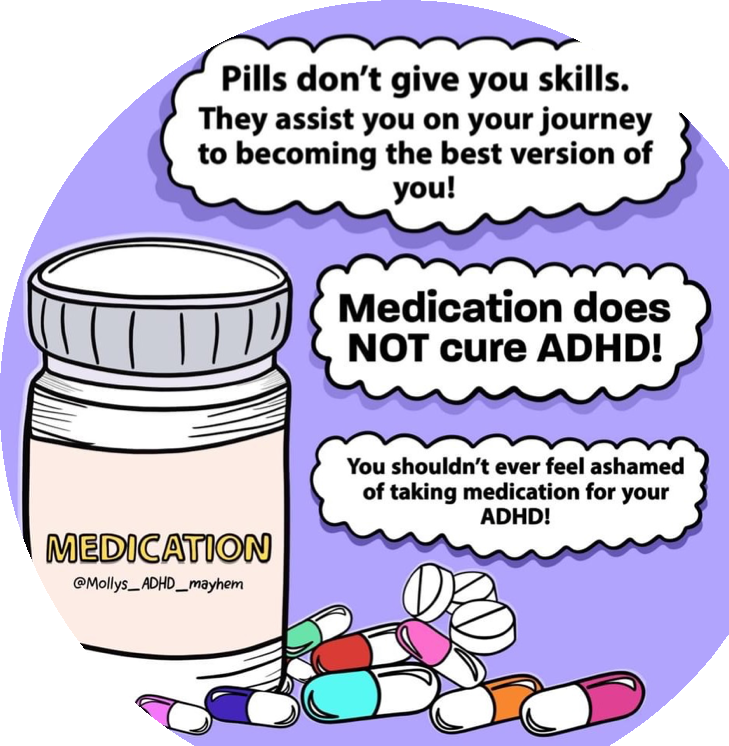 Pills don't give you skills.
They assist you on your journey
to becoming the best version of
you!
Medication does
NOT cure ADHD!
You shouldn't ever feel ashamed
of taking medication for your
ADHD!
MEDICATION
@Mollys_ADHD_mayhem